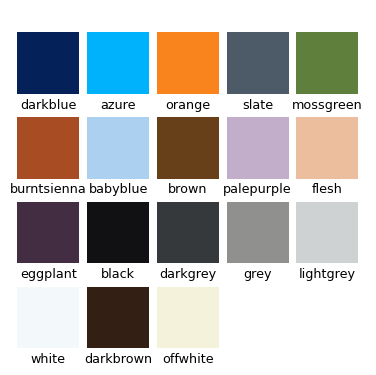 darkblue azure orange slate mossgreen
burntsienna babyblue brown palepurple flesh
eggplant black darkgrey grey lightgrey
white darkbrown offwhite